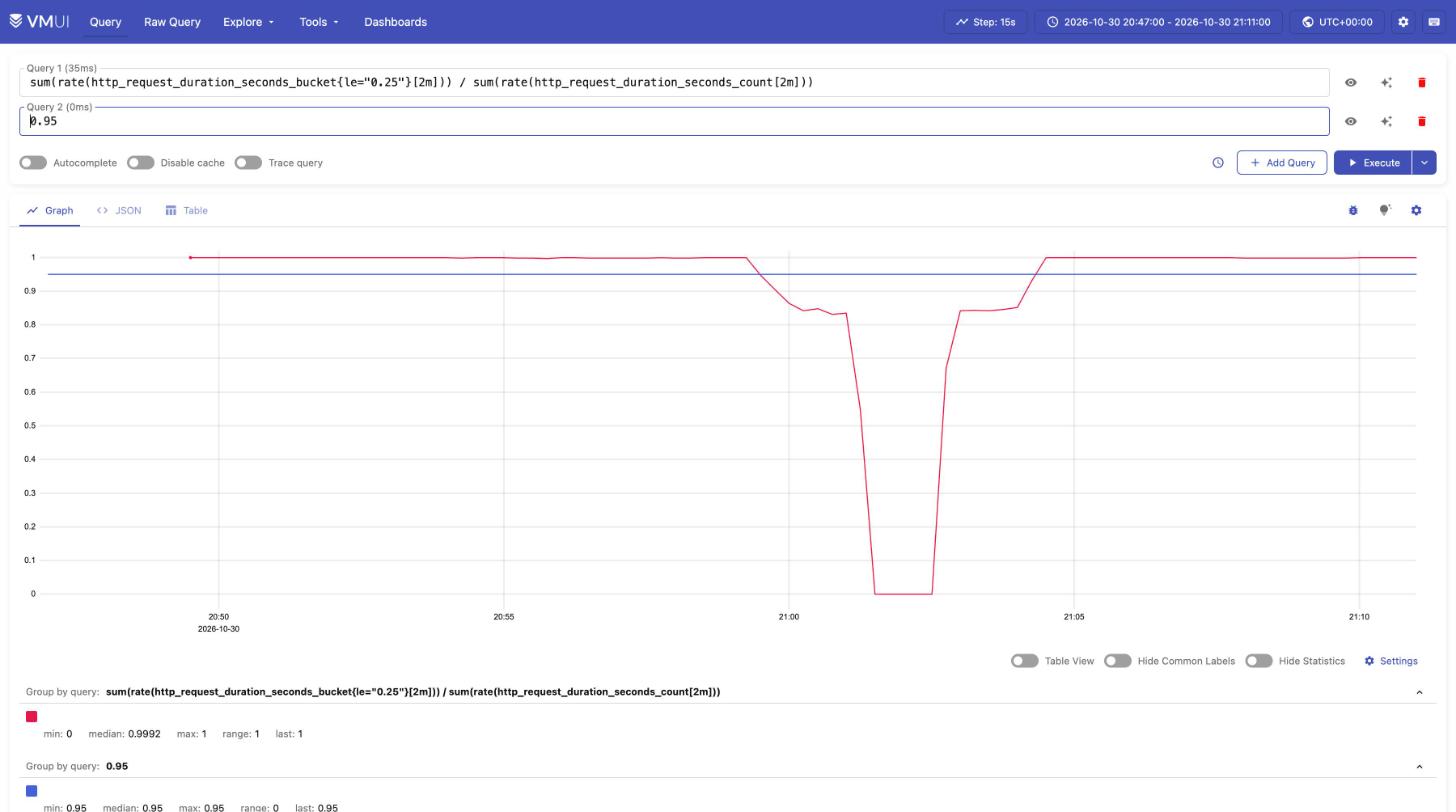 VMUI Query Raw Query Explore Tools Dashboards Step: 15s 2026-10-30 20:47:00 - 2026-10-30 21:11:00 UTC+00:00
Query 1 (35ms)
sum(rate(http_request_duration_seconds_bucket{le="0.25"}[2m])) / sum(rate(http_request_duration_seconds_count[2m]))
Query 2 (0ms)
0.95
Autocomplete Disable cache Trace query Add Query Execute
Graph JSON Table
1
0.9
0.8
0.7
0.6
0.5
0.4
0.3
0.2
0.1
0
20:50 20:55 21:00 21:05 21:10
2026-10-30
Table View Hide Common Labels Hide Statistics Settings
Group by query: sum(rate(http_request_duration_seconds_bucket{le="0.25"}[2m])) / sum(rate(http_request_duration_seconds_count[2m]))
min: 0 median: 0.9992 max: 1 range: 1 last: 1
Group by query: 0.95
min: 0.95 median: 0.95 max: 0.95 range: 0 last: 0.95